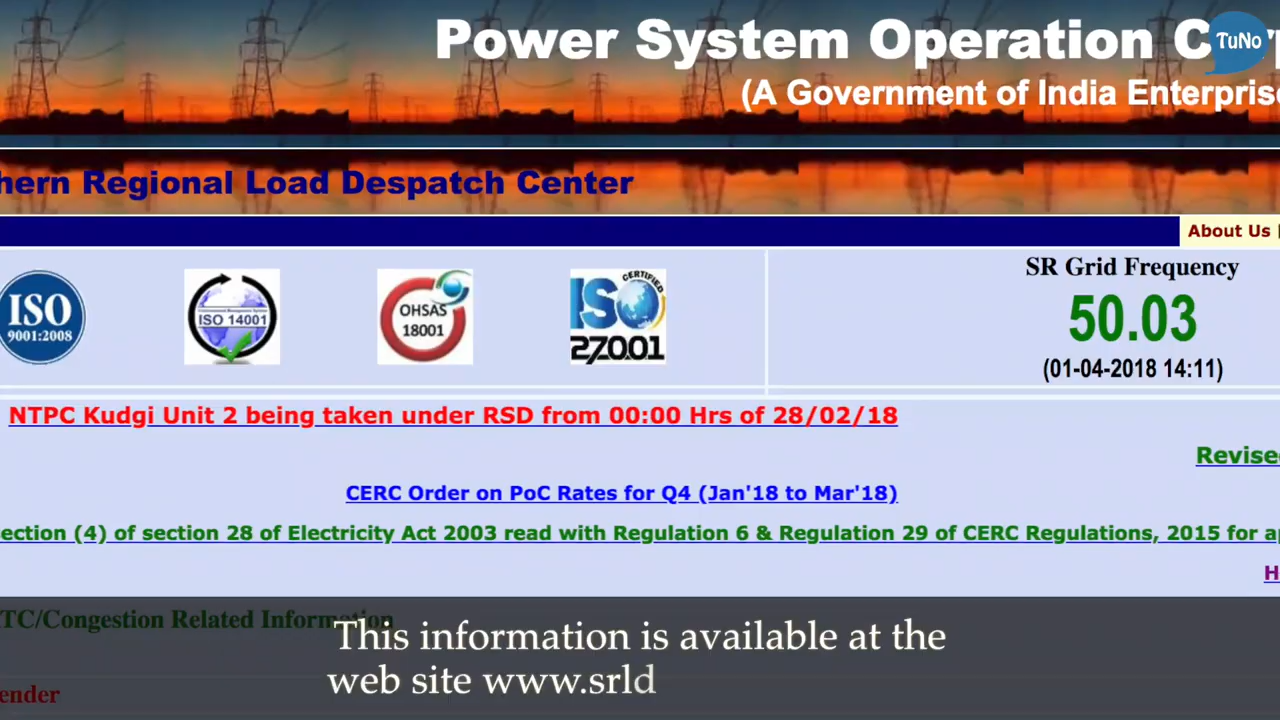 Power System Operation C
TuNo
(A Government of India Enterprise
hern Regional Load Despatch Center
About Us
ISO
9001:2008
ISO 14001
OHSAS
18001
CERTIFIED
ISO
27001
SR Grid Frequency
50.03
(01-04-2018 14:11)
NTPC Kudgi Unit 2 being taken under RSD from 00:00 Hrs of 28/02/18
Revise
CERC Order on PoC Rates for Q4 (Jan'18 to Mar'18)
ection (4) of section 28 of Electricity Act 2003 read with Regulation 6 & Regulation 29 of CERC Regulations, 2015 for a
H
TC/Congestion Related Information
This information is available at the
web site www.srld
ender